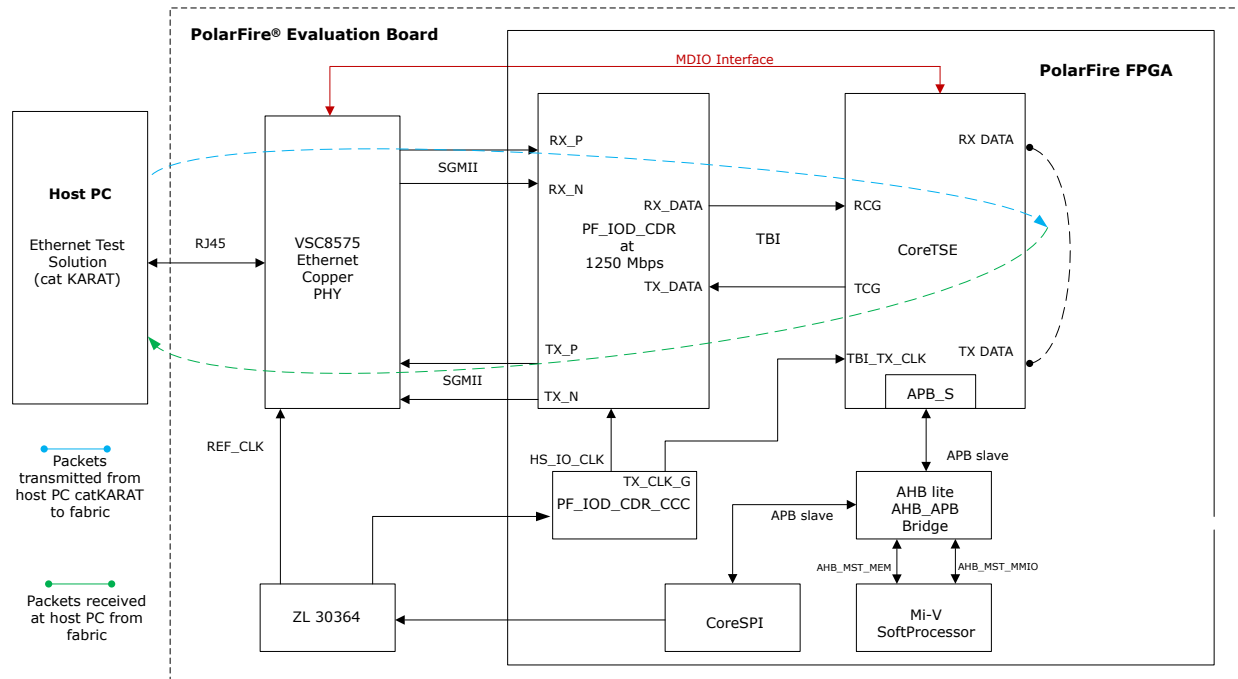 PolarFire® Evaluation Board
MDIO Interface
PolarFire FPGA
Host PC
Ethernet Test
Solution
(cat KARAT)
RJ45
VSC8575
Ethernet
Copper
PHY
SGMII
SGMII
RX_P
RX_N
RX_DATA
PF_IOD_CDR
at
1250 Mbps
TX_DATA
TX_P
TX_N
TBI
RX DATA
RCG
CoreTSE
TCG
TBI_TX_CLK
TX DATA
APB_S
Packets
transmitted from
host PC catKARAT
to fabric
REF_CLK
HS_IO_CLK
TX_CLK_G
PF_IOD_CDR_CCC
APB slave
APB slave
AHB lite
AHB_APB
Bridge
AHB_MST_MEM
AHB_MST_MMIO
Packets received
at host PC from
fabric
ZL 30364
CoreSPI
Mi-V
SoftProcessor